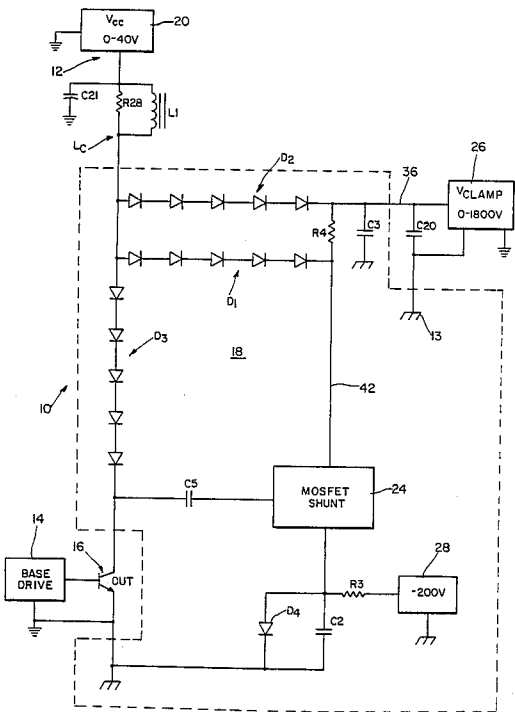 Vcc
0-40V
20
12
C21
R28
L1
Lc
D2
36
26
VCLAMP
0-1800V
R4
C3
C20
D1
13
D3
18
10
42
C5
MOSFET
SHUNT
24
14
16
BASE
DRIVE
DUT
D4
R3
C2
28
-200V